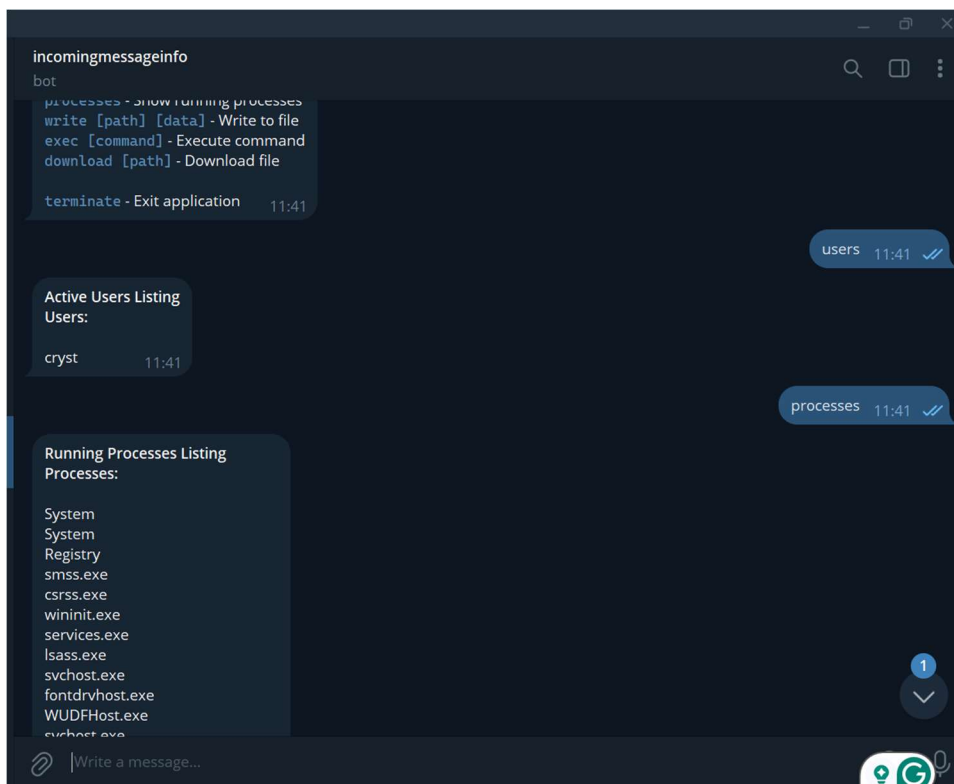 incomingmessageinfo
bot
processes - Show running processes
write [path] [data] - Write to file
exec [command] - Execute command
download [path] - Download file
terminate - Exit application 11:41
users 11:41
Active Users Listing
Users:
cryst 11:41
processes 11:41
Running Processes Listing
Processes:
System
System
Registry
smss.exe
csrss.exe
wininit.exe
services.exe
lsass.exe
svchost.exe
fontdrvhost.exe
WUDFHost.exe
svchost.exe
1
Write a message...